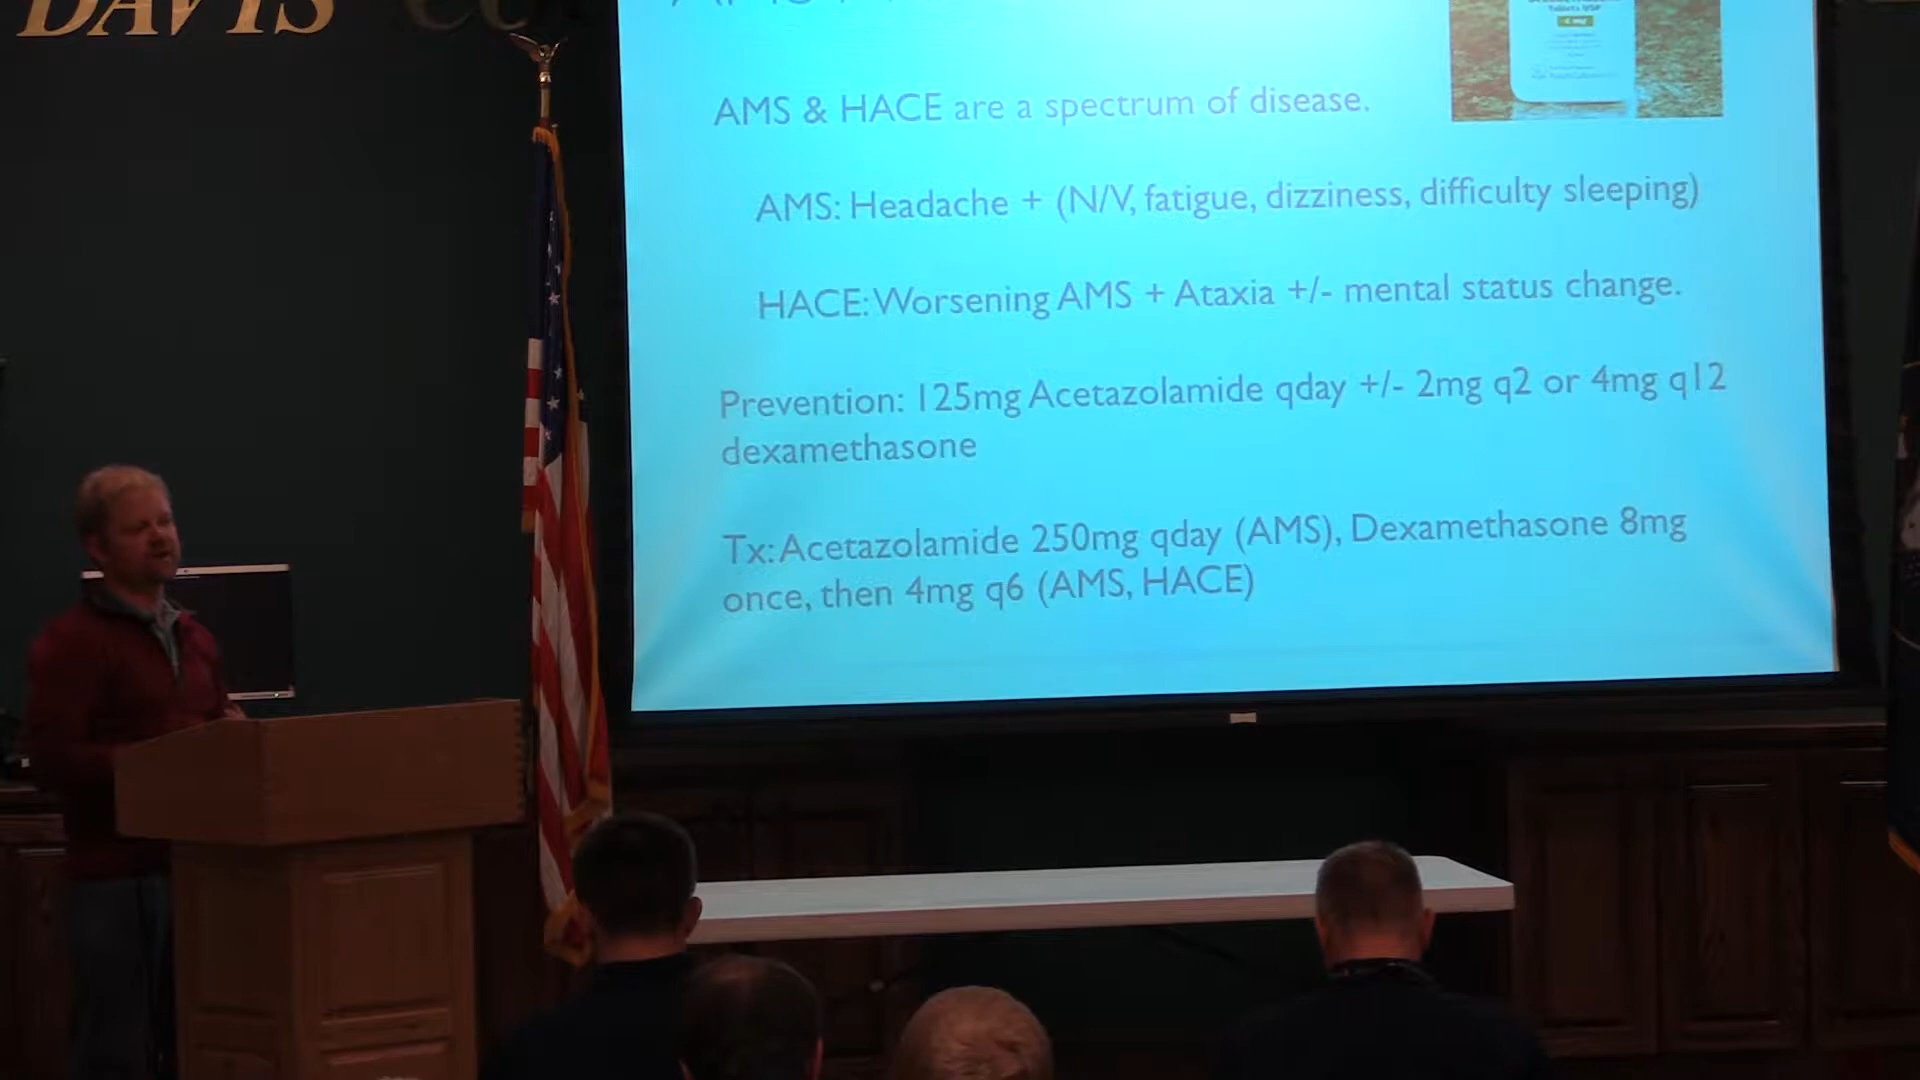 DAVIS
AMS & HACE are a spectrum of disease.
AMS: Headache + (N/V, fatigue, dizziness, difficulty sleeping)
HACE: Worsening AMS + Ataxia +/- mental status change.
Prevention: 125mg Acetazolamide qday +/- 2mg q2 or 4mg q12
dexamethasone
Tx: Acetazolamide 250mg qday (AMS), Dexamethasone 8mg
once, then 4mg q6 (AMS, HACE)